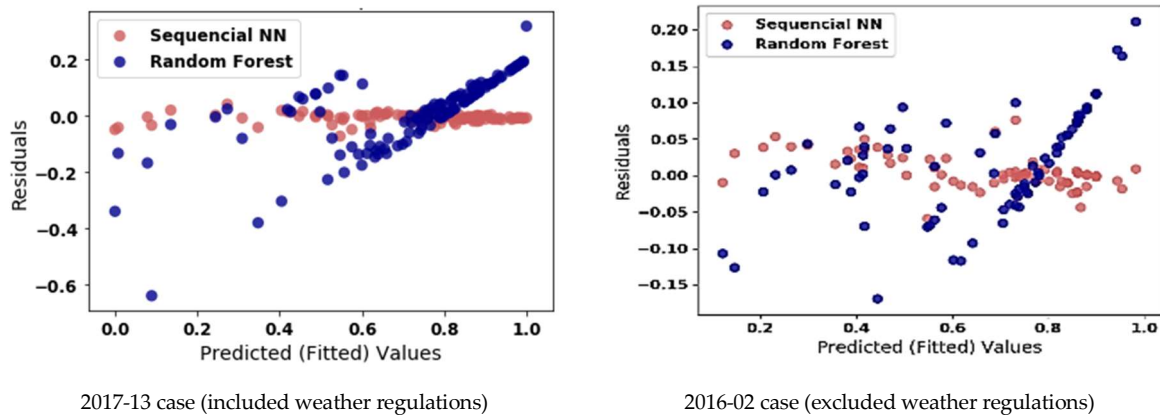 Sequencial NN
Random Forest
0.2
0.0
−0.2
−0.4
−0.6
Residuals
0.0
0.2
0.4
0.6
0.8
1.0
Predicted (Fitted) Values
2017-13 case (included weather regulations)
Sequencial NN
Random Forest
0.20
0.15
0.10
0.05
0.00
−0.05
−0.10
−0.15
Residuals
0.2
0.4
0.6
0.8
1.0
Predicted (Fitted) Values
2016-02 case (excluded weather regulations)